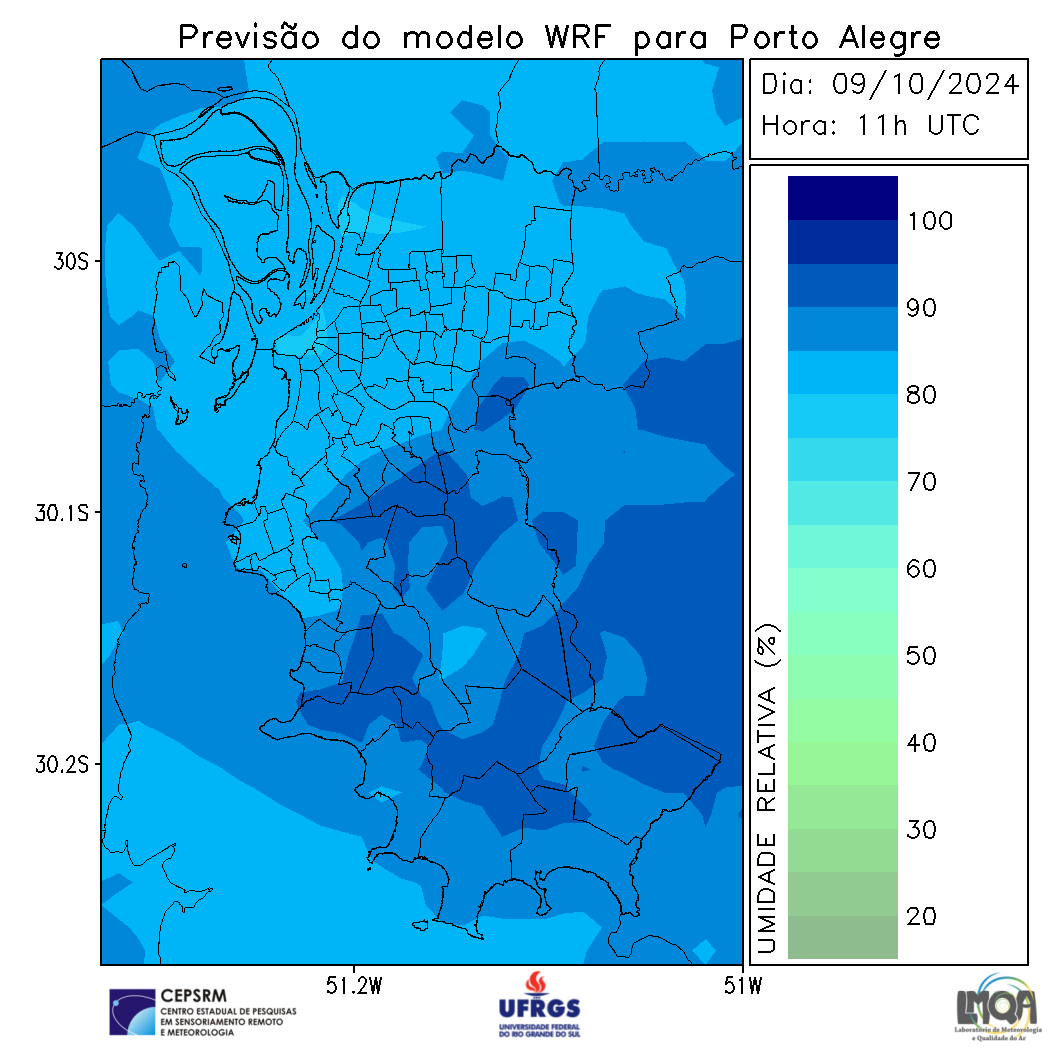 Previsão do modelo WRF para Porto Alegre
Dia: 09/10/2024
Hora: 11h UTC
30S
30.1S
30.2S
51.2W
51W
100
90
80
70
60
50
40
30
20
UMIDADE RELATIVA (%)
CEPSRM
CENTRO ESTADUAL DE PESQUISAS
EM SENSORIAMENTO REMOTO
E METEOROLOGIA
UFRGS
UNIVERSIDADE FEDERAL
DO RIO GRANDE DO SUL
LMQA
Laboratório de Meteorologia
e Qualidade do Ar